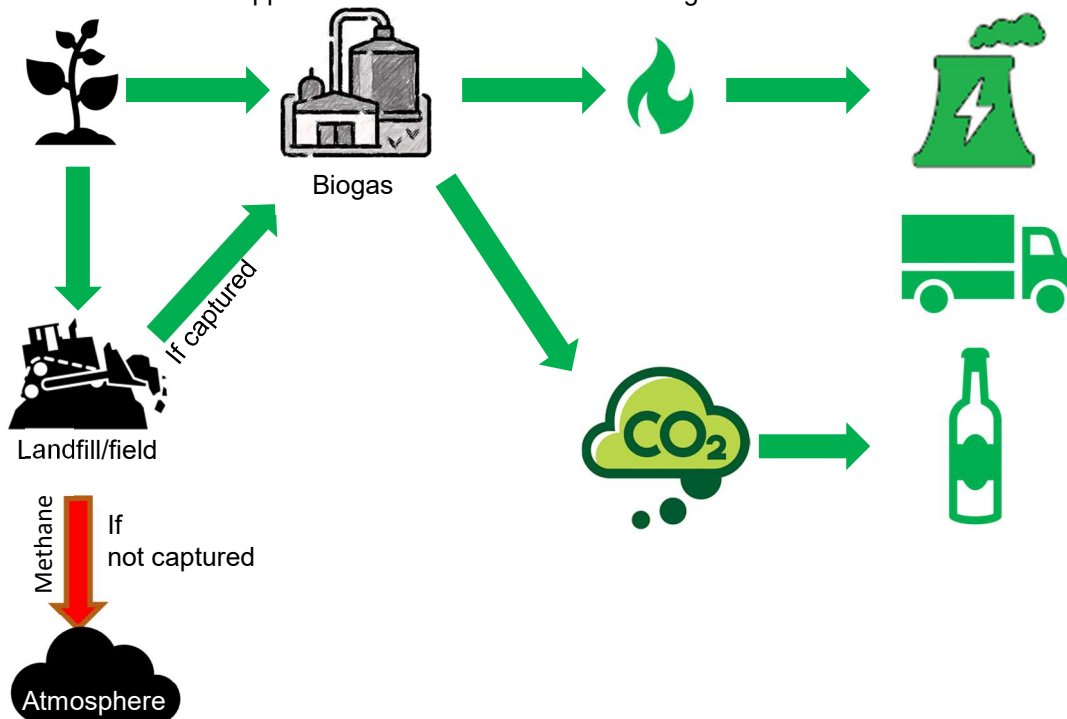 Biogas
If captured
Landfill/field
CO2
Methane
If
not captured
Atmosphere